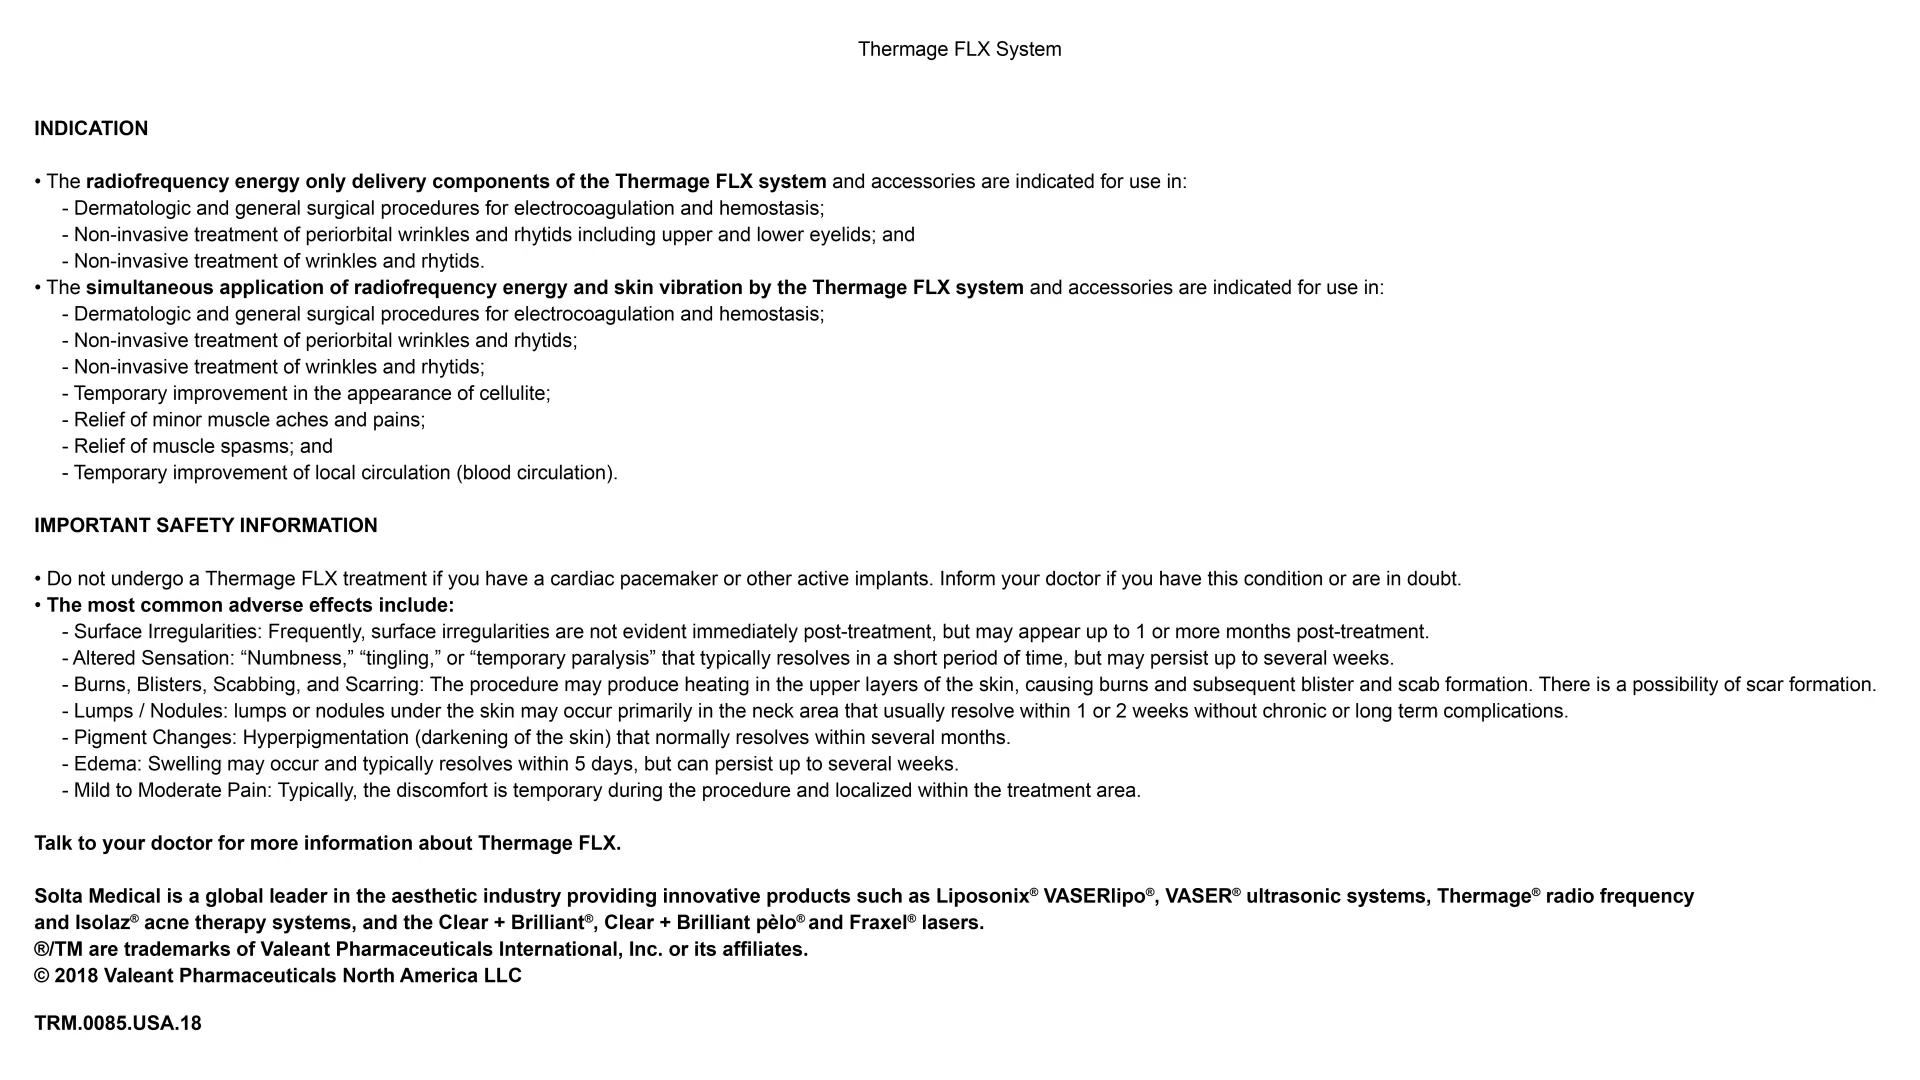 Thermage FLX System
INDICATION
• The radiofrequency energy only delivery components of the Thermage FLX system and accessories are indicated for use in:
- Dermatologic and general surgical procedures for electrocoagulation and hemostasis;
- Non-invasive treatment of periorbital wrinkles and rhytids including upper and lower eyelids; and
- Non-invasive treatment of wrinkles and rhytids.
• The simultaneous application of radiofrequency energy and skin vibration by the Thermage FLX system and accessories are indicated for use in:
- Dermatologic and general surgical procedures for electrocoagulation and hemostasis;
- Non-invasive treatment of periorbital wrinkles and rhytids;
- Non-invasive treatment of wrinkles and rhytids;
- Temporary improvement in the appearance of cellulite;
- Relief of minor muscle aches and pains;
- Relief of muscle spasms; and
- Temporary improvement of local circulation (blood circulation).
IMPORTANT SAFETY INFORMATION
• Do not undergo a Thermage FLX treatment if you have a cardiac pacemaker or other active implants. Inform your doctor if you have this condition or are in doubt.
• The most common adverse effects include:
- Surface Irregularities: Frequently, surface irregularities are not evident immediately post-treatment, but may appear up to 1 or more months post-treatment.
- Altered Sensation: “Numbness,” “tingling,” or “temporary paralysis” that typically resolves in a short period of time, but may persist up to several weeks.
- Burns, Blisters, Scabbing, and Scarring: The procedure may produce heating in the upper layers of the skin, causing burns and subsequent blister and scab formation. There is a possibility of scar formation.
- Lumps / Nodules: lumps or nodules under the skin may occur primarily in the neck area that usually resolve within 1 or 2 weeks without chronic or long term complications.
- Pigment Changes: Hyperpigmentation (darkening of the skin) that normally resolves within several months.
- Edema: Swelling may occur and typically resolves within 5 days, but can persist up to several weeks.
- Mild to Moderate Pain: Typically, the discomfort is temporary during the procedure and localized within the treatment area.
Talk to your doctor for more information about Thermage FLX.
Solta Medical is a global leader in the aesthetic industry providing innovative products such as Liposonix® VASERlipo®, VASER® ultrasonic systems, Thermage® radio frequency
and Isolaz® acne therapy systems, and the Clear + Brilliant®, Clear + Brilliant pèlo® and Fraxel® lasers.
®/TM are trademarks of Valeant Pharmaceuticals International, Inc. or its affiliates.
© 2018 Valeant Pharmaceuticals North America LLC
TRM.0085.USA.18